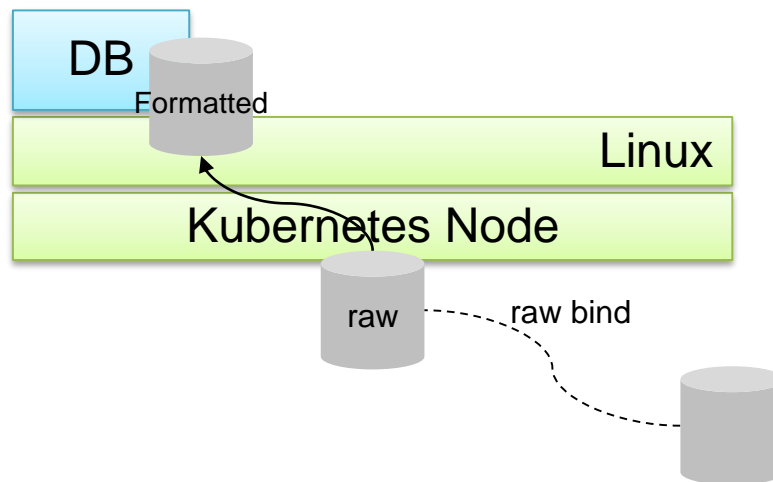 DB
Formatted
Linux
Kubernetes Node
raw
raw bind